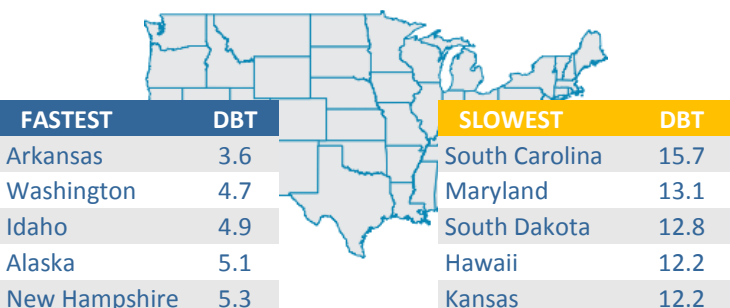 FASTEST DBT
Arkansas 3.6
Washington 4.7
Idaho 4.9
Alaska 5.1
New Hampshire 5.3
SLOWEST DBT
South Carolina 15.7
Maryland 13.1
South Dakota 12.8
Hawaii 12.2
Kansas 12.2